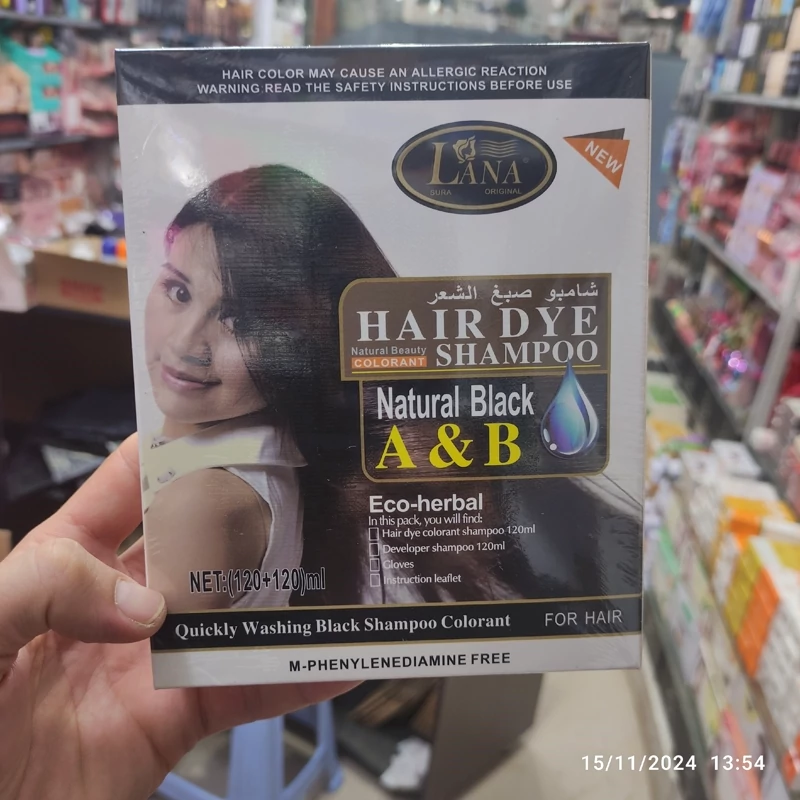 HAIR COLOR MAY CAUSE AN ALLERGIC REACTION
WARNING READ THE SAFETY INSTRUCTIONS BEFORE USE
LANA
SURA ORIGINAL
NEW
شامبو صبغ الشعر
HAIR DYE
Natural Beauty
COLORANT
SHAMPOO
Natural Black
A & B
Eco-herbal
In this pack, you will find:
Hair dye colorant shampoo 120ml
Developer shampoo 120ml
Gloves
Instruction leaflet
NET:(120+120)ml
Quickly Washing Black Shampoo Colorant
FOR HAIR
M-PHENYLENEDIAMINE FREE
15/11/2024 13:54